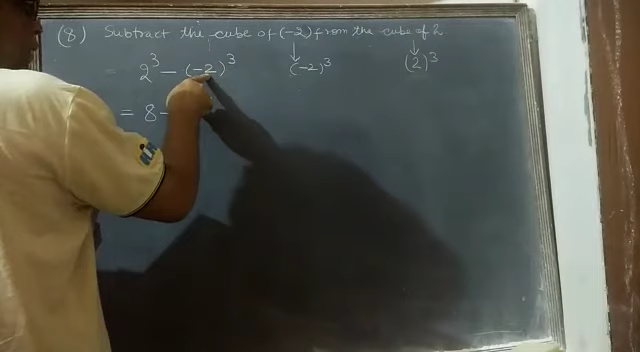 (8) Subtract the cube of (-2) from the cube of 2
2³ - (-2)³ (-2)³ (2)³
= 8 -